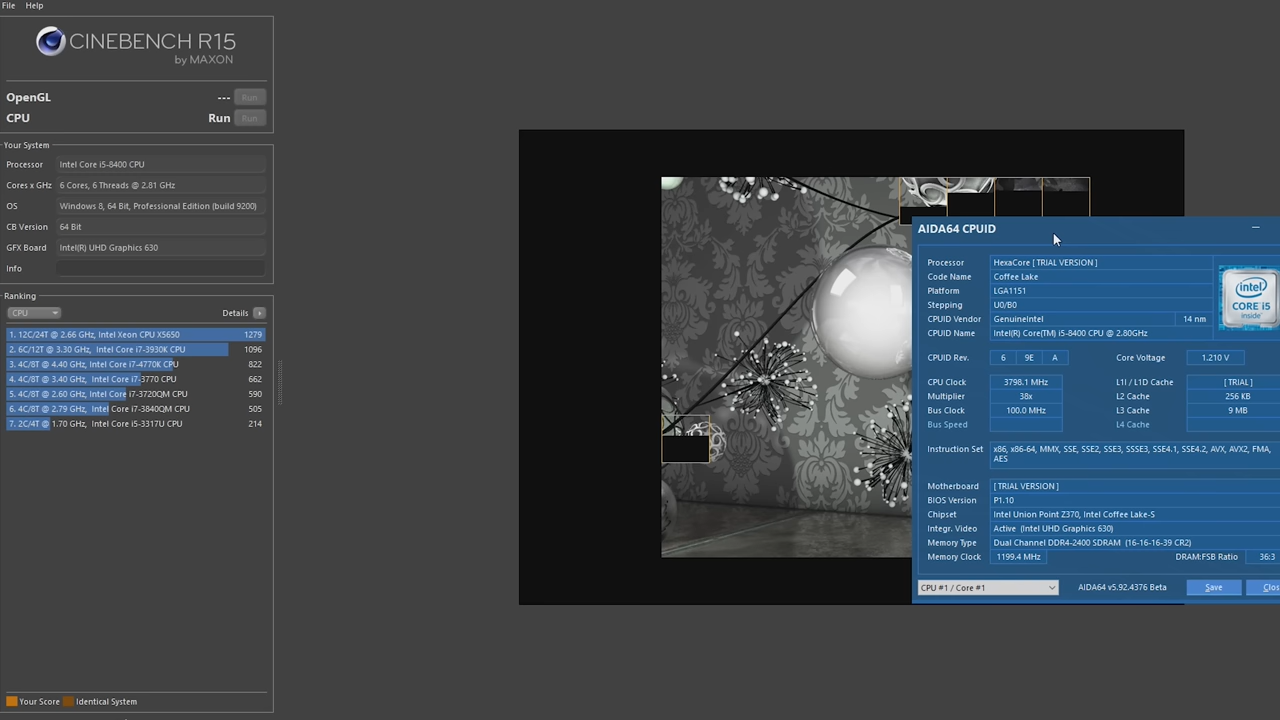 File Help
CINEBENCH R15
by MAXON
OpenGL --- Run
CPU Run Run
Your System
Processor Intel Core i5-8400 CPU
Cores x GHz 6 Cores, 6 Threads @ 2.81 GHz
OS Windows 8, 64 Bit, Professional Edition (build 9200)
CB Version 64 Bit
GFX Board Intel(R) UHD Graphics 630
Info
Ranking
CPU Details
1. 12C/24T @ 2.66 GHz, Intel Xeon CPU X5650 1279
2. 6C/12T @ 3.30 GHz, Intel Core i7-3930K CPU 1096
3. 4C/8T @ 4.40 GHz, Intel Core i7-4770K CPU 822
4. 4C/8T @ 3.40 GHz, Intel Core i7-3770 CPU 662
5. 4C/8T @ 2.60 GHz, Intel Core i7-3720QM CPU 590
6. 4C/8T @ 2.79 GHz, Intel Core i7-3840QM CPU 505
7. 2C/4T @ 1.70 GHz, Intel Core i5-3317U CPU 214
Your Score Identical System
AIDA64 CPUID
Processor HexaCore [ TRIAL VERSION ]
Code Name Coffee Lake
Platform LGA1151
Stepping U0/B0
CPUID Vendor GenuineIntel 14 nm
CPUID Name Intel(R) Core(TM) i5-8400 CPU @ 2.80GHz
intel
CORE i5
inside
CPUID Rev. 6 9E A Core Voltage 1.210 V
CPU Clock 3798.1 MHz L1I / L1D Cache [ TRIAL ]
Multiplier 38x L2 Cache 256 KB
Bus Clock 100.0 MHz L3 Cache 9 MB
Bus Speed L4 Cache
Instruction Set x86, x86-64, MMX, SSE, SSE2, SSE3, SSSE3, SSE4.1, SSE4.2, AVX, AVX2, FMA,
AES
Motherboard [ TRIAL VERSION ]
BIOS Version P1.10
Chipset Intel Union Point Z370, Intel Coffee Lake-S
Integr. Video Active (Intel UHD Graphics 630)
Memory Type Dual Channel DDR4-2400 SDRAM (16-16-16-39 CR2)
Memory Clock 1199.4 MHz DRAM:FSB Ratio 36:3
CPU #1 / Core #1 AIDA64 v5.92.4376 Beta Save Clos